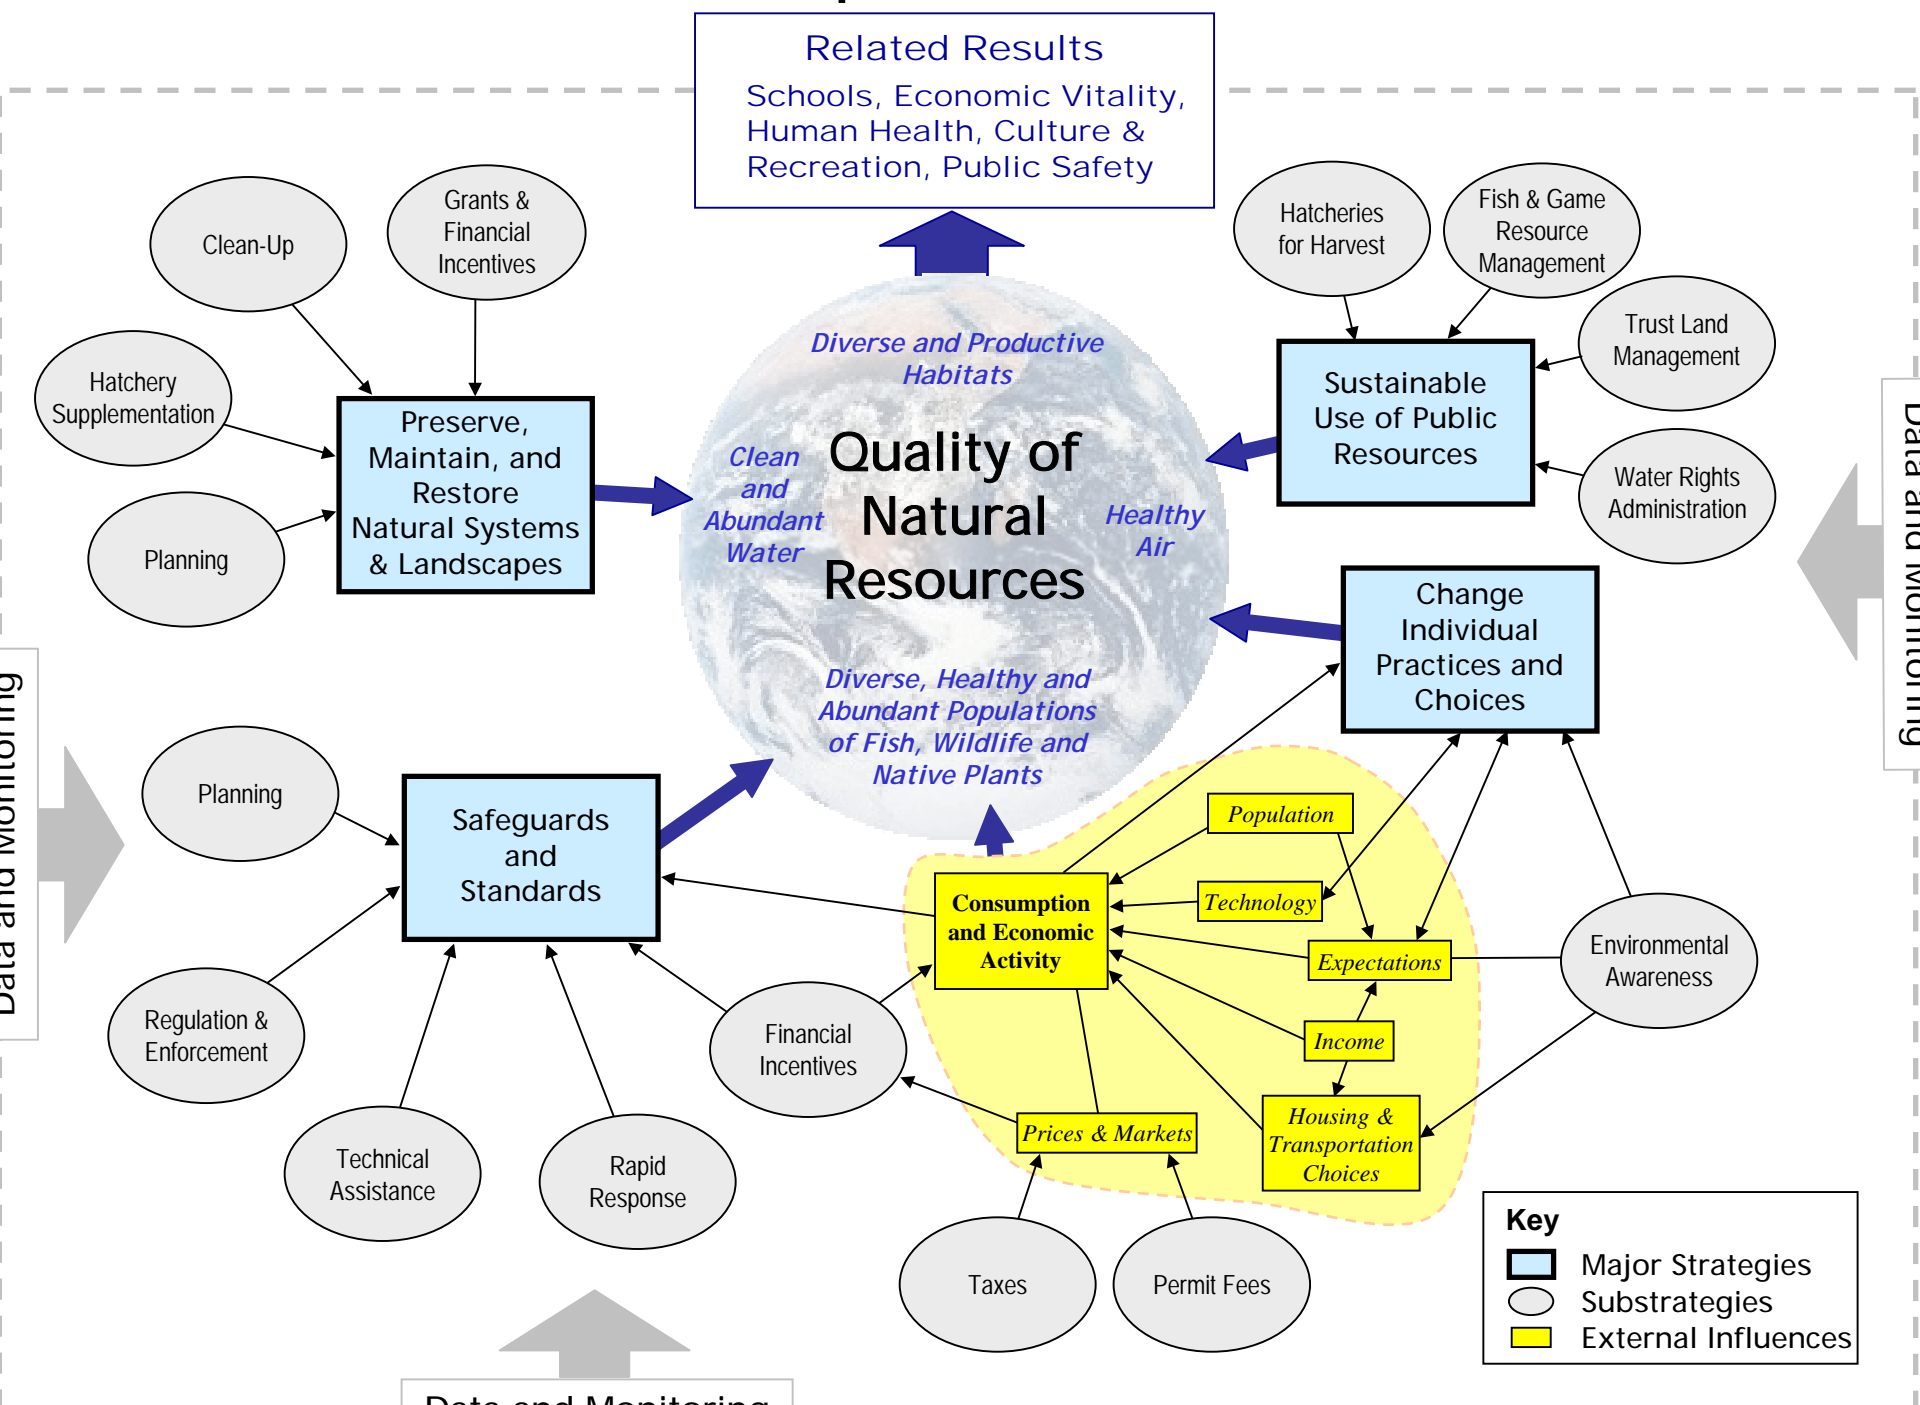 Related Results
Schools, Economic Vitality,
Human Health, Culture &
Recreation, Public Safety
Clean-Up
Grants &
Financial
Incentives
Hatchery
Supplementation
Planning
Preserve,
Maintain, and
Restore
Natural Systems
& Landscapes
Diverse and Productive
Habitats
Clean
and
Abundant
Water
Quality of
Natural
Resources
Healthy
Air
Diverse, Healthy and
Abundant Populations
of Fish, Wildlife and
Native Plants
Hatcheries
for Harvest
Fish & Game
Resource
Management
Trust Land
Management
Water Rights
Administration
Sustainable
Use of Public
Resources
Change
Individual
Practices and
Choices
Data and Monitoring
Data and Monitoring
Planning
Safeguards
and
Standards
Regulation &
Enforcement
Technical
Assistance
Rapid
Response
Financial
Incentives
Consumption
and Economic
Activity
Population
Technology
Expectations
Income
Housing &
Transportation
Choices
Prices & Markets
Environmental
Awareness
Taxes
Permit Fees
Key
Major Strategies
Substrategies
External Influences
Data and Monitoring